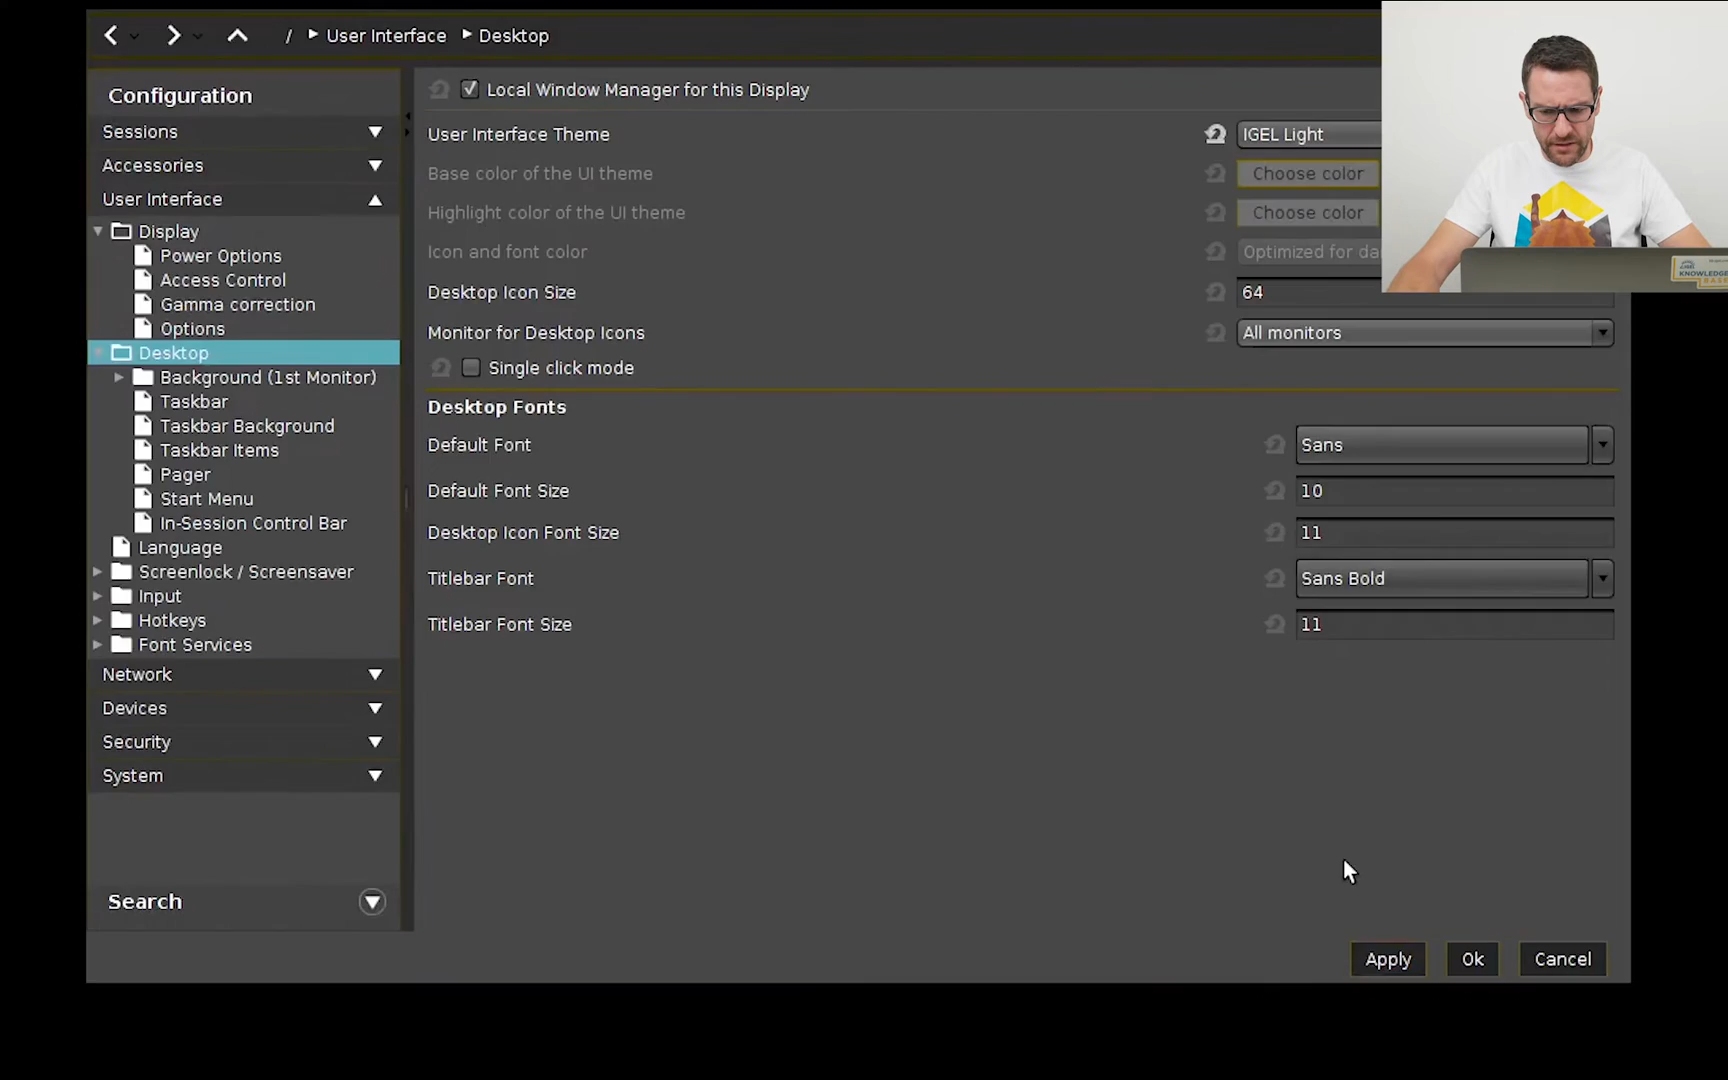 / User Interface Desktop
Configuration
Sessions
Accessories
User Interface
Display
Power Options
Access Control
Gamma correction
Options
Desktop
Background (1st Monitor)
Taskbar
Taskbar Background
Taskbar Items
Pager
Start Menu
In-Session Control Bar
Language
Screenlock / Screensaver
Input
Hotkeys
Font Services
Network
Devices
Security
System
Search
Local Window Manager for this Display
User Interface Theme IGEL Light
Base color of the UI theme Choose color
Highlight color of the UI theme Choose color
Icon and font color Optimized for
Desktop Icon Size 64
Monitor for Desktop Icons All monitors
Single click mode
Desktop Fonts
Default Font Sans
Default Font Size 10
Desktop Icon Font Size 11
Titlebar Font Sans Bold
Titlebar Font Size 11
Apply Ok Cancel
KNOWLEDGE